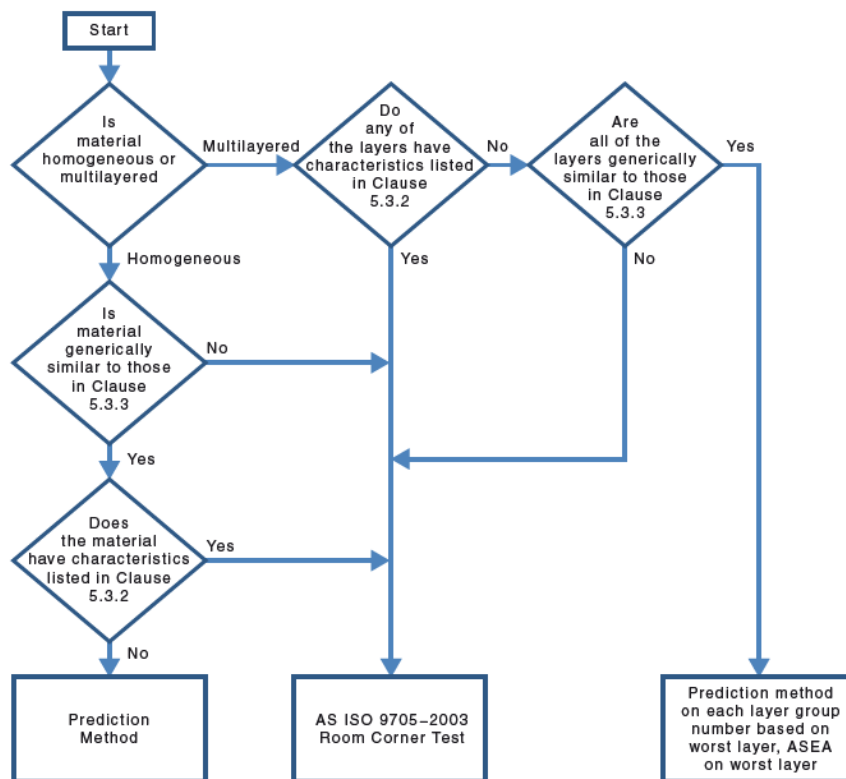 Start
Is
material
homogeneous or
multilayered
Multilayered
Do
any of
the layers have
characteristics listed
in Clause
5.3.2
No
Are
all of the
layers generically
similar to those
in Clause
5.3.3
Yes
Homogeneous
Yes
No
Is
material
generically
similar to those
in Clause
5.3.3
No
Yes
Does
the material
have characteristics
listed in Clause
5.3.2
Yes
No
Prediction
Method
AS ISO 9705–2003
Room Corner Test
Prediction method
on each layer group
number based on
worst layer, ASEA
on worst layer